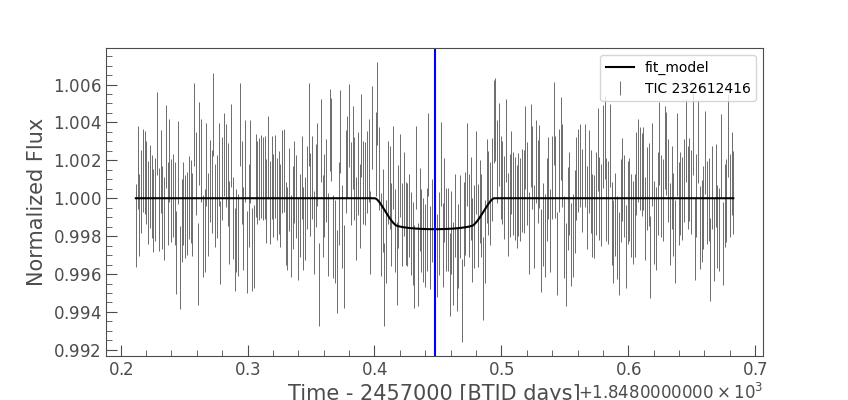 fit_model
TIC 232612416
1.006
1.004
1.002
1.000
0.998
0.996
0.994
0.992
Normalized Flux
0.2 0.3 0.4 0.5 0.6 0.7
Time - 2457000 [BTJD days]
+1.8480000000 × 10³